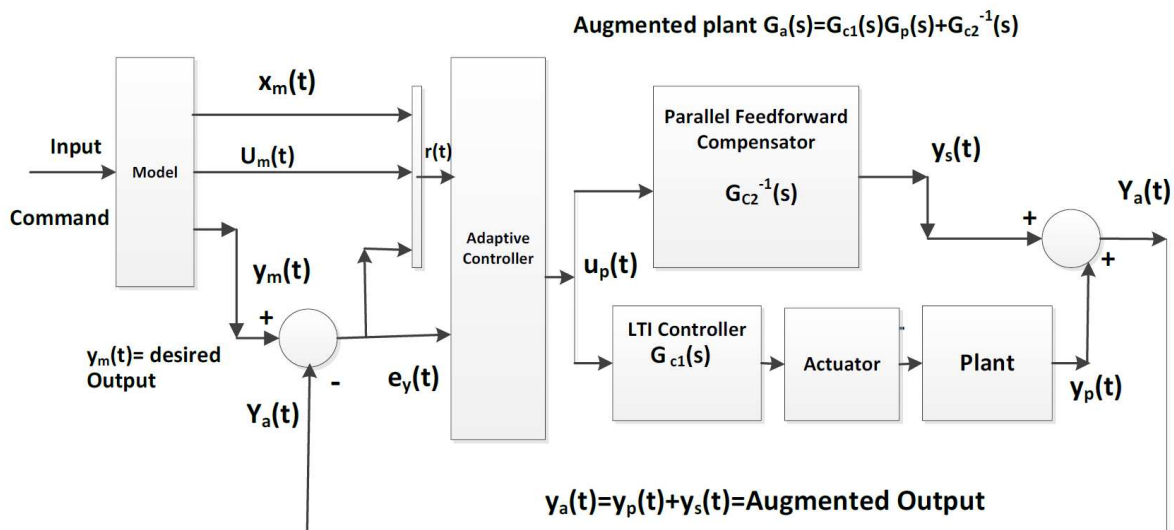 Augmented plant Ga(s)=Gc1(s)Gp(s)+Gc2⁻¹(s)
xm(t)
Input
Um(t)
r(t)
Model
Command
ym(t)
+
ym(t)= desired
Output
-
Ya(t)
ey(t)
Adaptive
Controller
up(t)
Parallel Feedforward
Compensator
GC2⁻¹(s)
ys(t)
Ya(t)
+
+
LTI Controller
Gc1(s)
Actuator
Plant
yp(t)
ya(t)=yp(t)+ys(t)=Augmented Output